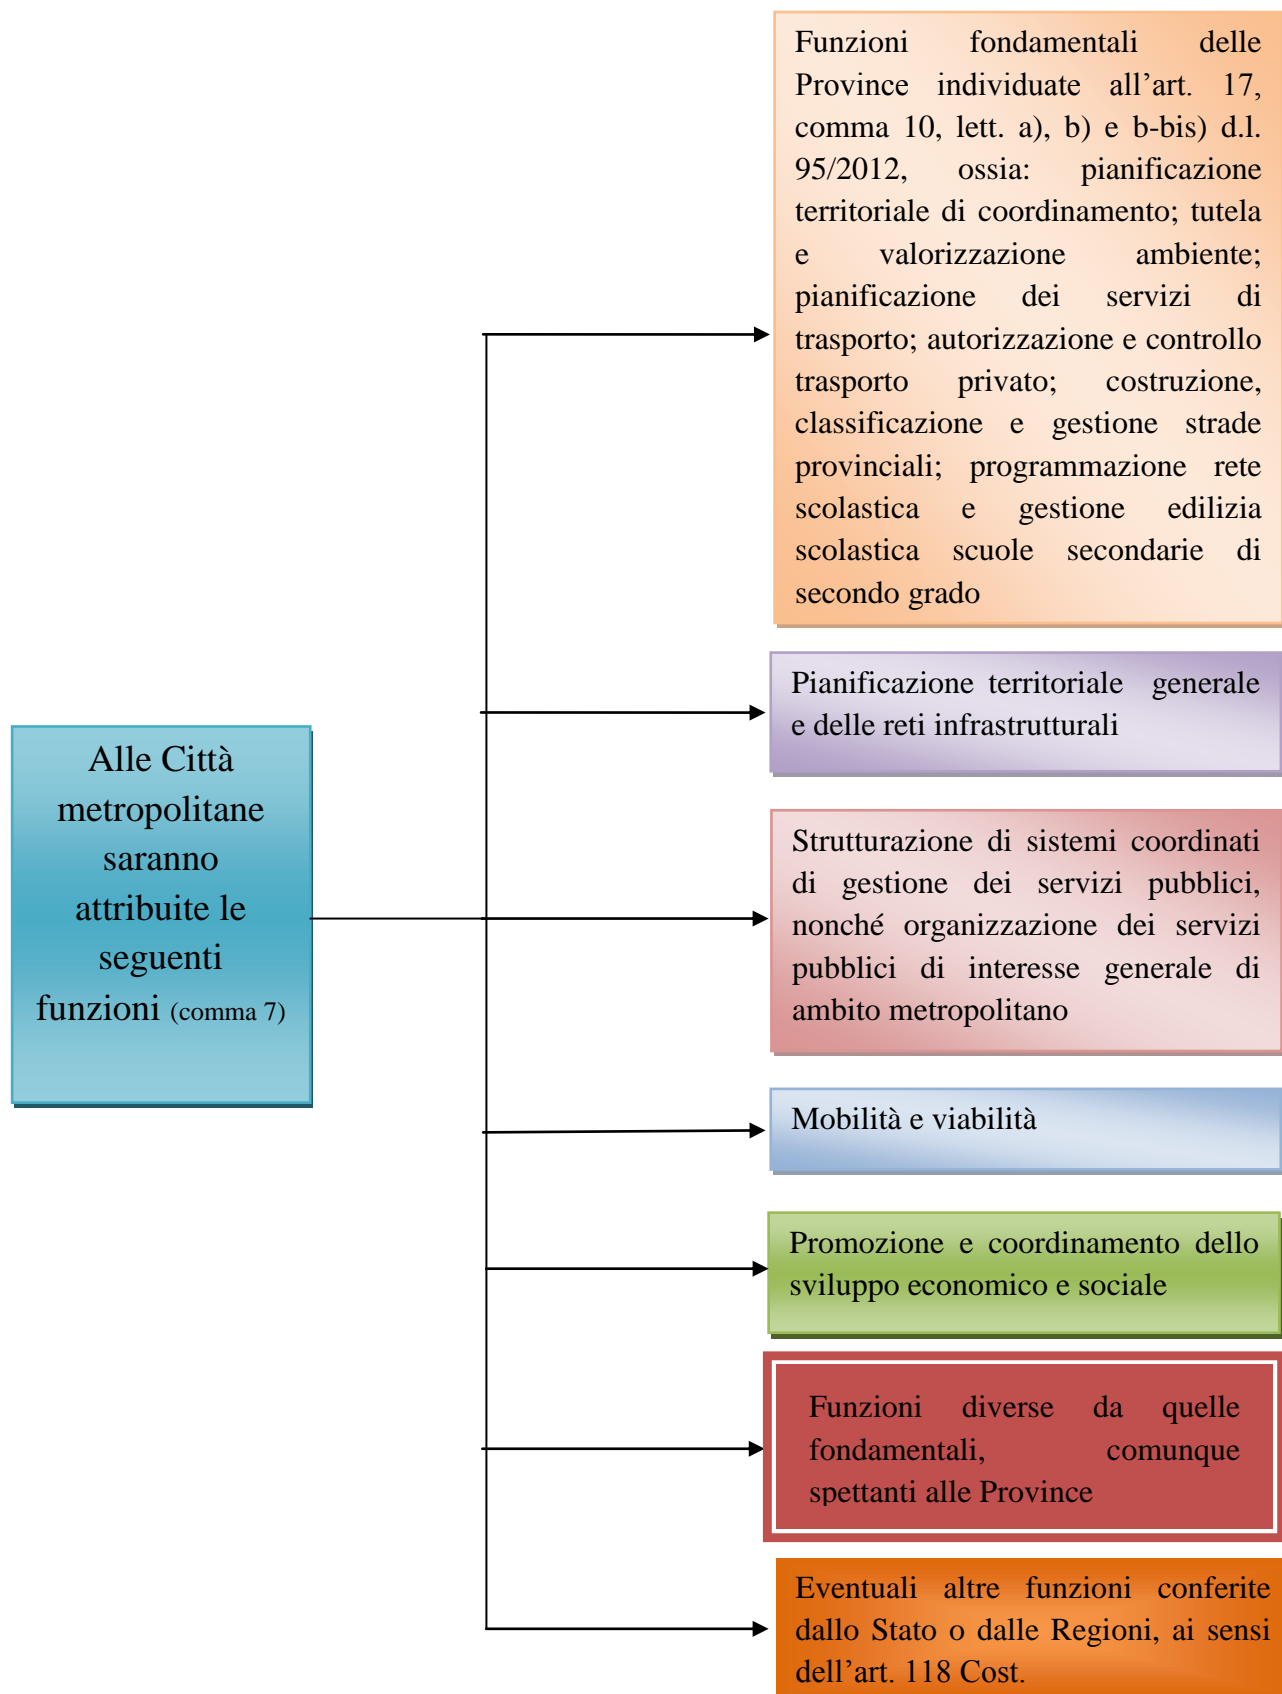 Funzioni fondamentali delle
Province individuate all’art. 17,
comma 10, lett. a), b) e b-bis) d.l.
95/2012, ossia: pianificazione
territoriale di coordinamento; tutela
e valorizzazione ambiente;
pianificazione dei servizi di
trasporto; autorizzazione e controllo
trasporto privato; costruzione,
classificazione e gestione strade
provinciali; programmazione rete
scolastica e gestione edilizia
scolastica scuole secondarie di
secondo grado
Pianificazione territoriale generale
e delle reti infrastrutturali
Alle Città
metropolitane
saranno
attribuite le
seguenti
funzioni (comma 7)
Strutturazione di sistemi coordinati
di gestione dei servizi pubblici,
nonché organizzazione dei servizi
pubblici di interesse generale di
ambito metropolitano
Mobilità e viabilità
Promozione e coordinamento dello
sviluppo economico e sociale
Funzioni diverse da quelle
fondamentali, comunque
spettanti alle Province
Eventuali altre funzioni conferite
dallo Stato o dalle Regioni, ai sensi
dell’art. 118 Cost.